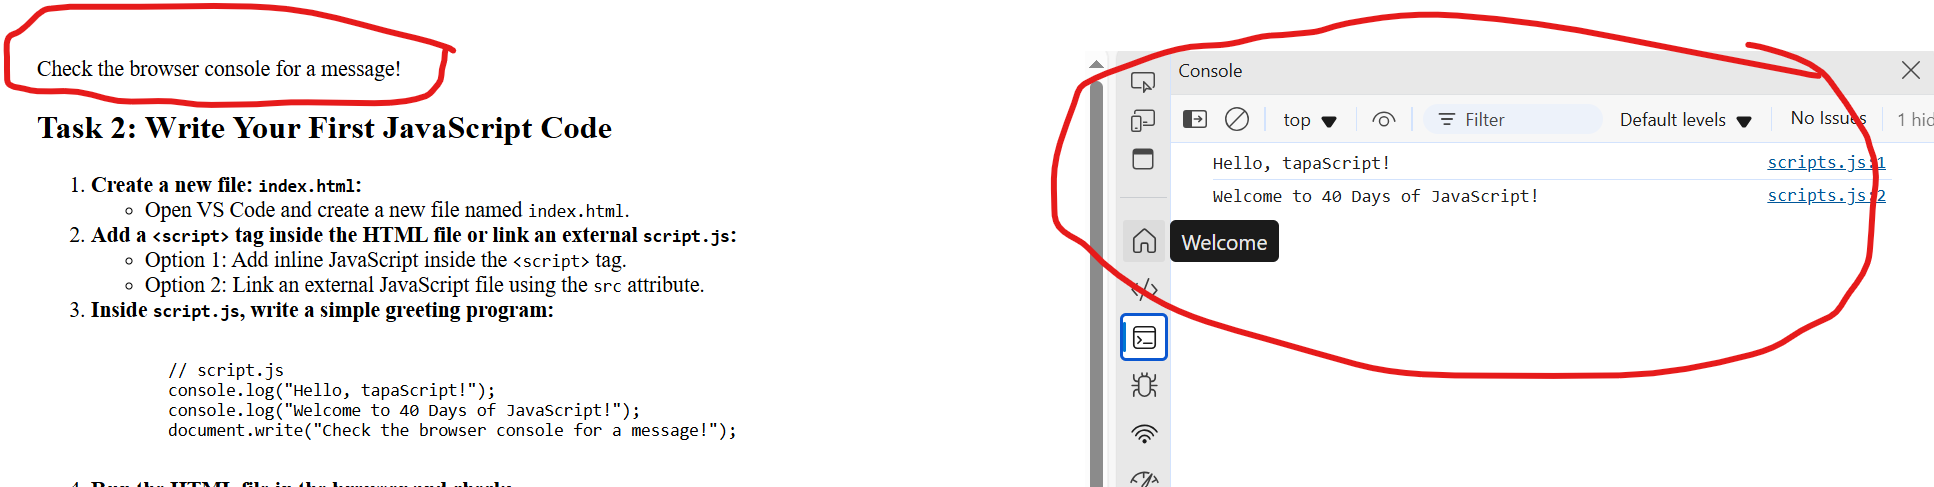 Check the browser console for a message!
Task 2: Write Your First JavaScript Code
1. Create a new file: index.html:
Open VS Code and create a new file named index.html.
2. Add a <script> tag inside the HTML file or link an external script.js:
Option 1: Add inline JavaScript inside the <script> tag.
Option 2: Link an external JavaScript file using the src attribute.
3. Inside script.js, write a simple greeting program:
// script.js
console.log("Hello, tapaScript!");
console.log("Welcome to 40 Days of JavaScript!");
document.write("Check the browser console for a message!");
Console
top Filter Default levels No Issues 1 hid
Hello, tapaScript! scripts.js:1
Welcome to 40 Days of JavaScript! scripts.js:2
Welcome